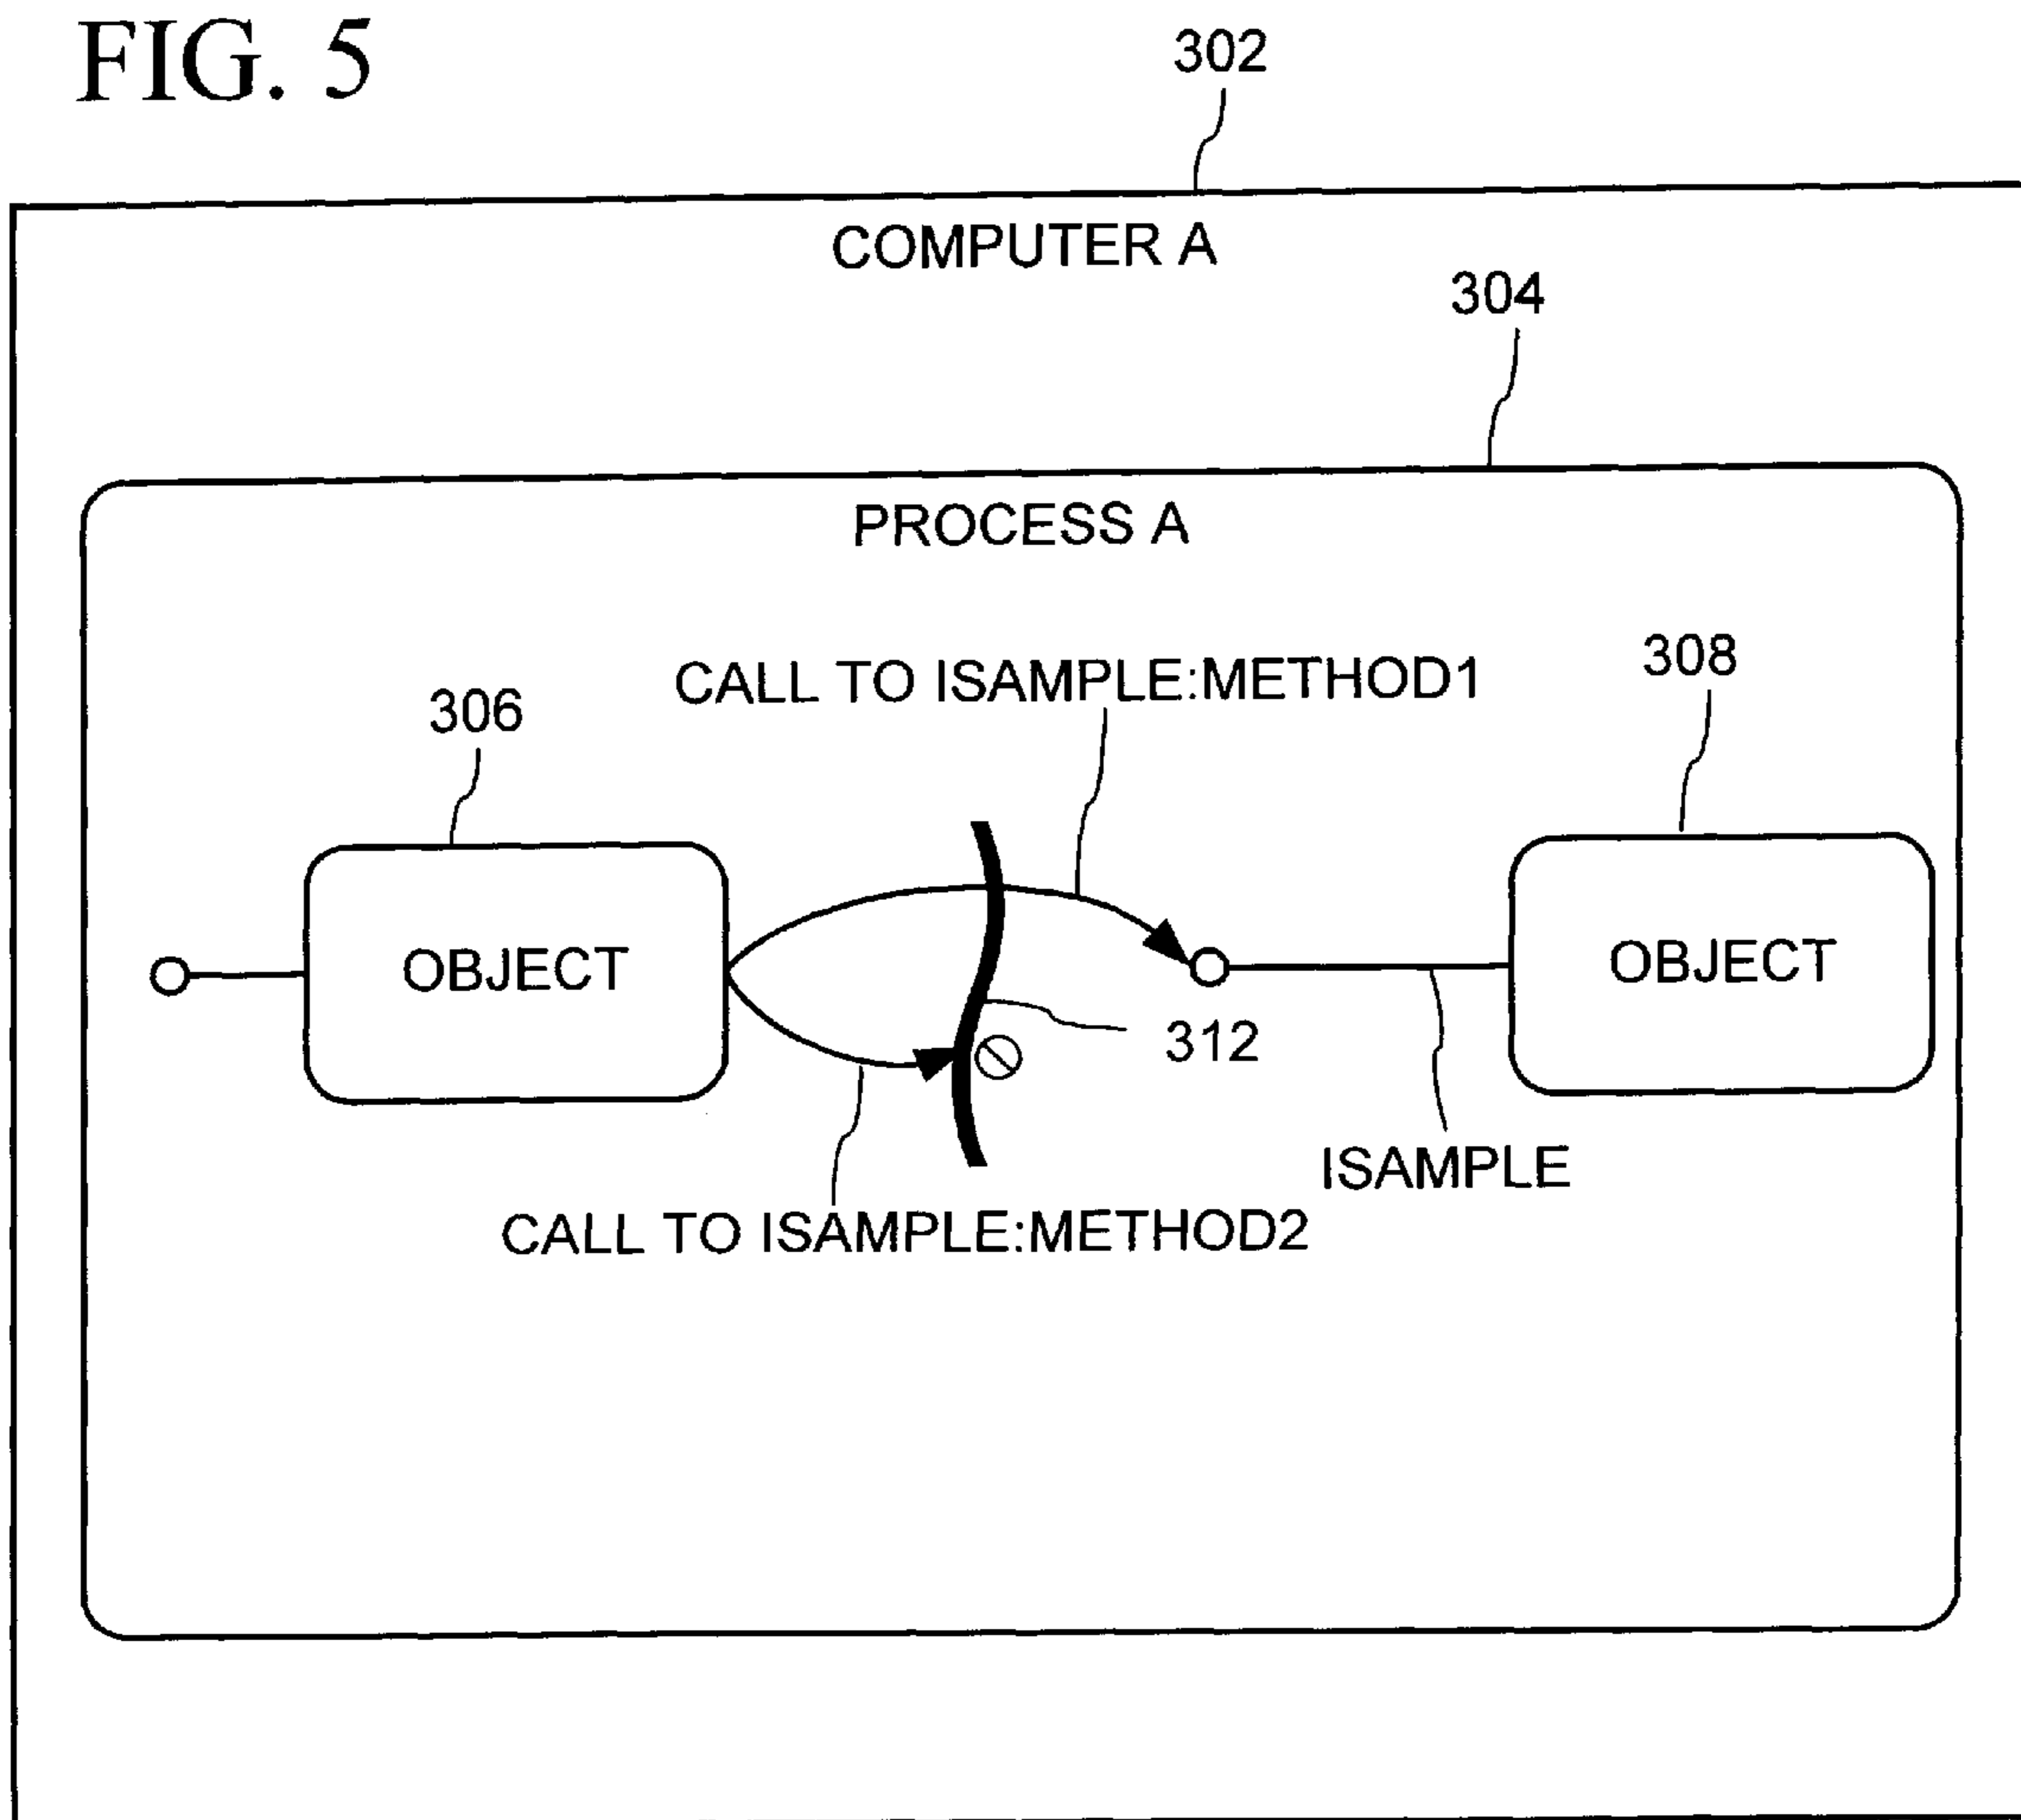 FIG. 5
302
COMPUTER A
304
PROCESS A
CALL TO ISAMPLE:METHOD1
308
306
OBJECT
OBJECT
312
ISAMPLE
CALL TO ISAMPLE:METHOD2